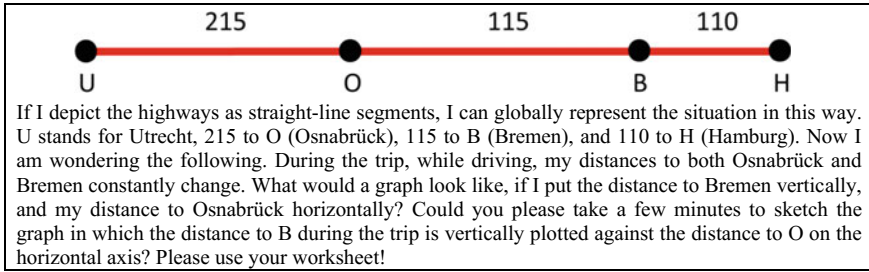 215 115 110
U O B H
If I depict the highways as straight-line segments, I can globally represent the situation in this way.
U stands for Utrecht, 215 to O (Osnabrück), 115 to B (Bremen), and 110 to H (Hamburg). Now I
am wondering the following. During the trip, while driving, my distances to both Osnabrück and
Bremen constantly change. What would a graph look like, if I put the distance to Bremen vertically,
and my distance to Osnabrück horizontally? Could you please take a few minutes to sketch the
graph in which the distance to B during the trip is vertically plotted against the distance to O on the
horizontal axis? Please use your worksheet!